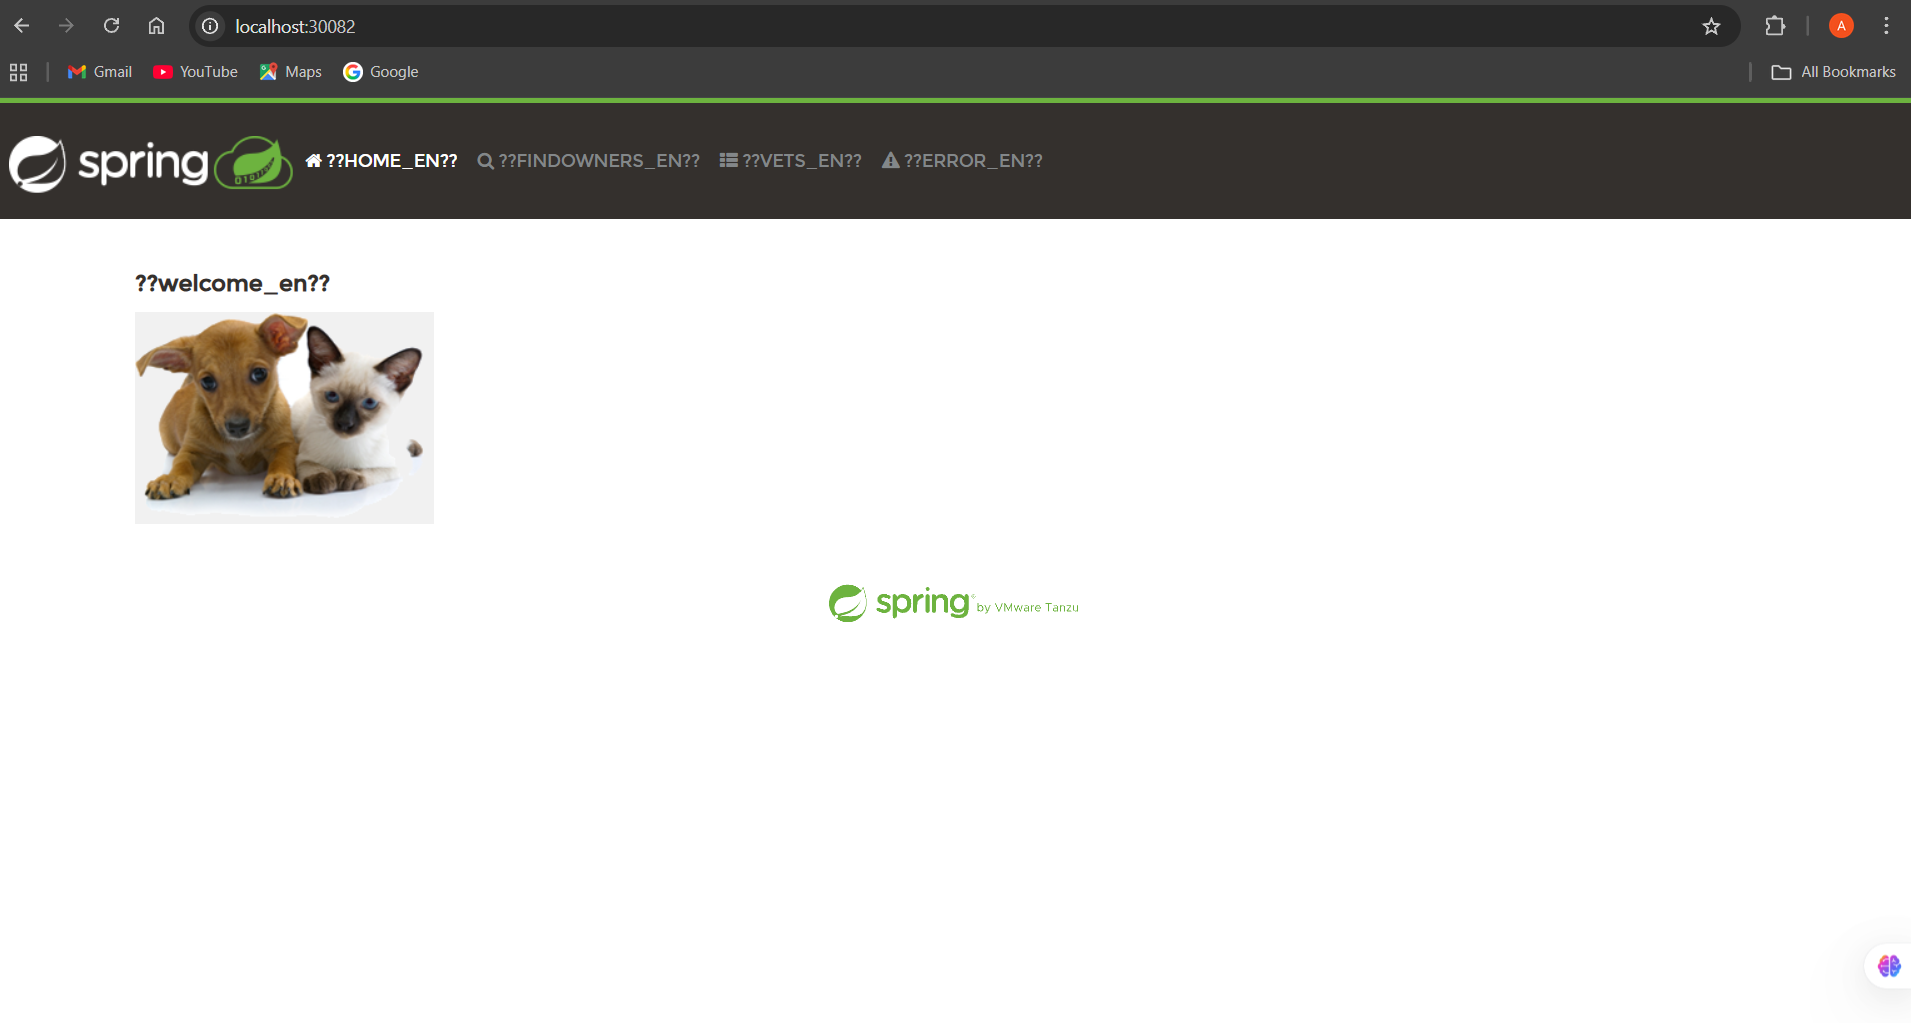 localhost:30082
A
Gmail YouTube Maps Google All Bookmarks
spring ??HOME_EN?? ??FINDOWNERS_EN?? ??VETS_EN?? ??ERROR_EN??
??welcome_en??
spring by VMware Tanzu